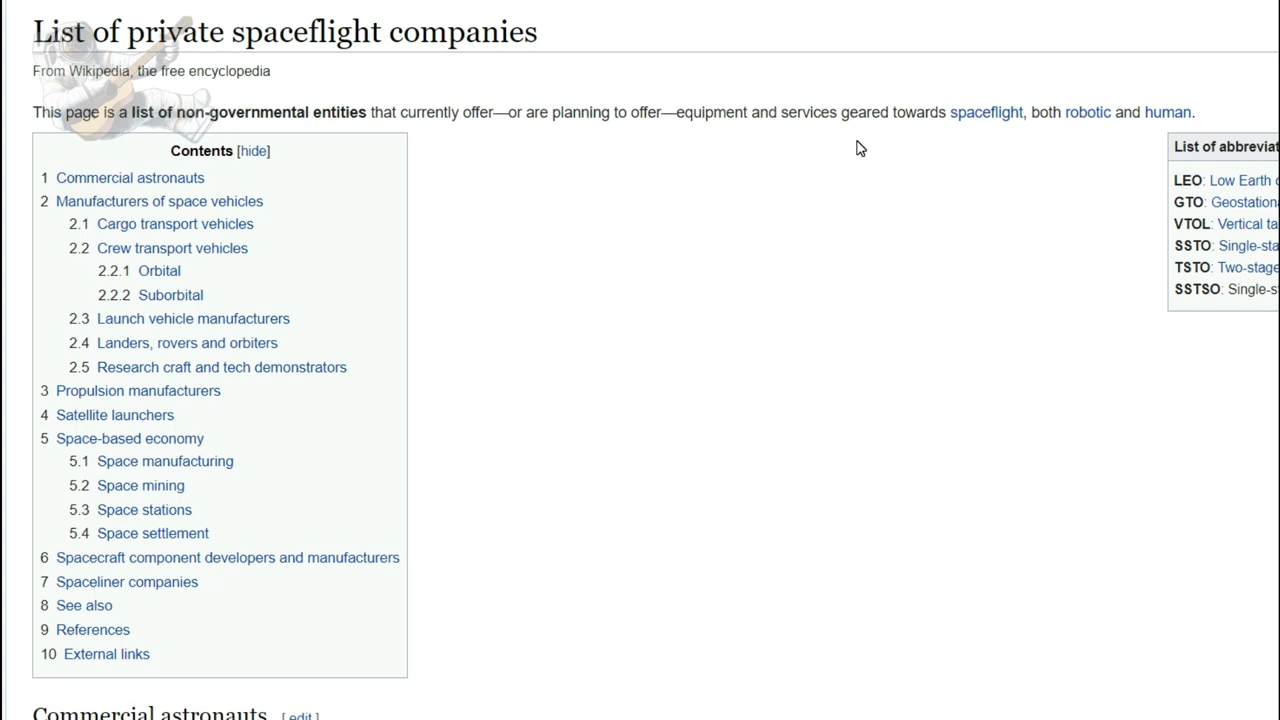 List of private spaceflight companies
From Wikipedia, the free encyclopedia
This page is a list of non-governmental entities that currently offer—or are planning to offer—equipment and services geared towards spaceflight, both robotic and human.
Contents [hide]
1 Commercial astronauts
2 Manufacturers of space vehicles
2.1 Cargo transport vehicles
2.2 Crew transport vehicles
2.2.1 Orbital
2.2.2 Suborbital
2.3 Launch vehicle manufacturers
2.4 Landers, rovers and orbiters
2.5 Research craft and tech demonstrators
3 Propulsion manufacturers
4 Satellite launchers
5 Space-based economy
5.1 Space manufacturing
5.2 Space mining
5.3 Space stations
5.4 Space settlement
6 Spacecraft component developers and manufacturers
7 Spaceliner companies
8 See also
9 References
10 External links
List of abbreviat
LEO: Low Earth
GTO: Geostation
VTOL: Vertical ta
SSTO: Single-sta
TSTO: Two-stage
SSTSO: Single-s
Commercial astronauts [edit]